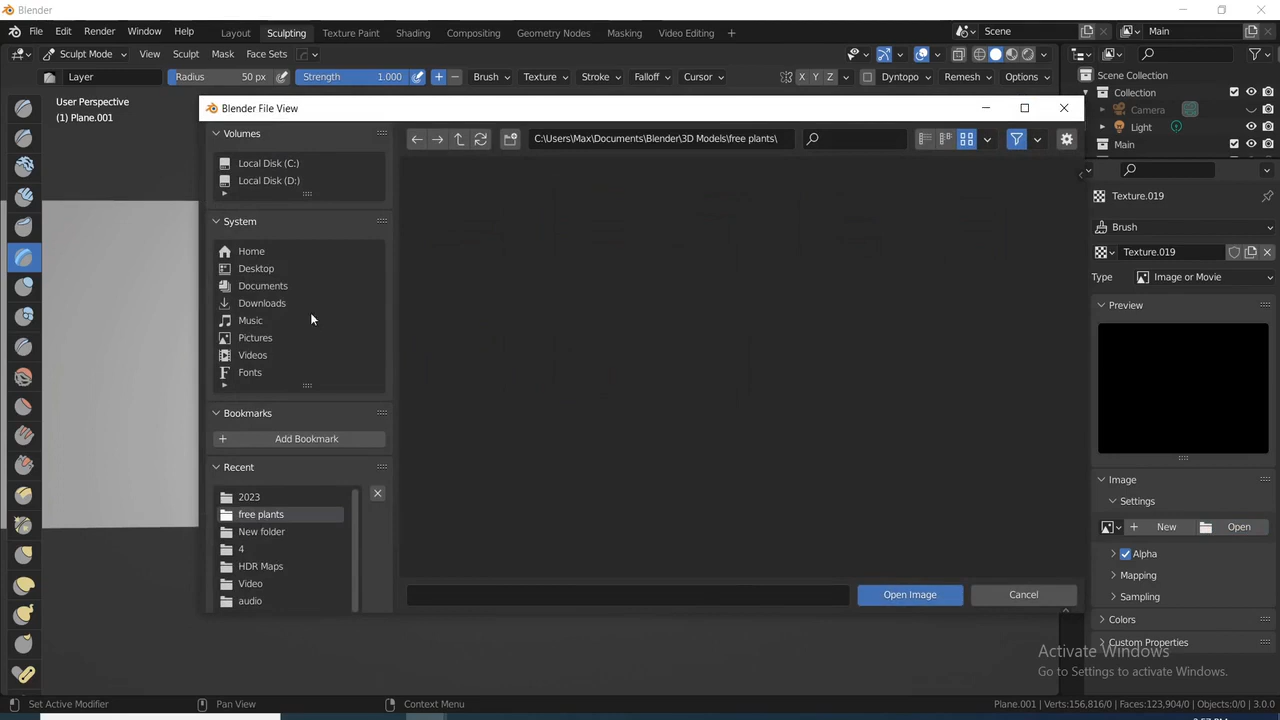 Blender
File Edit Render Window Help Layout Sculpting Texture Paint Shading Compositing Geometry Nodes Masking Video Editing + Scene Main
Sculpt Mode View Sculpt Mask Face Sets
Layer Radius 50 px Strength 1.000 Brush Texture Stroke Falloff Cursor X Y Z Dyntopo Remesh Options
User Perspective
(1) Plane.001
Scene Collection
Collection
Camera
Light
Main
Blender File View
Volumes
Local Disk (C:)
Local Disk (D:)
System
Home
Desktop
Documents
Downloads
Music
Pictures
Videos
Fonts
Bookmarks
Add Bookmark
Recent
2023
free plants
New folder
4
HDR Maps
Video
audio
C:\Users\Max\Documents\Blender\3D Models\free plants\
Open Image Cancel
Texture.019
Brush
Texture.019
Type Image or Movie
Preview
Image
Settings
New Open
Alpha
Mapping
Sampling
Colors
Custom Properties
Activate Windows
Go to Settings to activate Windows.
Set Active Modifier Pan View Context Menu Plane.001 | Verts:156,816/0 | Faces:123,904/0 | Objects:0/0 | 3.0.0